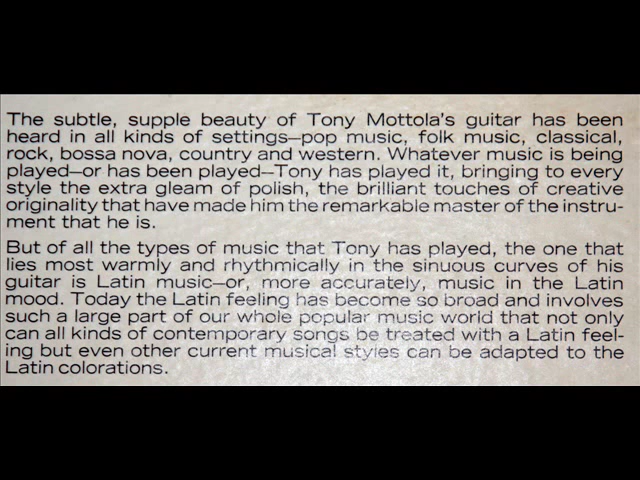 The subtle, supple beauty of Tony Mottola's guitar has been
heard in all kinds of settings—pop music, folk music, classical,
rock, bossa nova, country and western. Whatever music is being
played—or has been played—Tony has played it, bringing to every
style the extra gleam of polish, the brilliant touches of creative
originality that have made him the remarkable master of the instru-
ment that he is.
But of all the types of music that Tony has played, the one that
lies most warmly and rhythmically in the sinuous curves of his
guitar is Latin music—or, more accurately, music in the Latin
mood. Today the Latin feeling has become so broad and involves
such a large part of our whole popular music world that not only
can all kinds of contemporary songs be treated with a Latin feel-
ing but even other current musical styles can be adapted to the
Latin colorations.